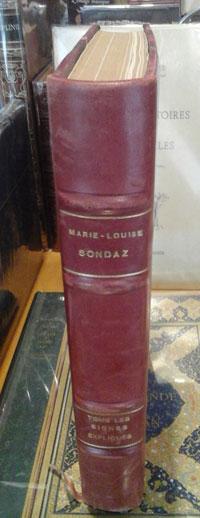 MARIE-LOUISE
SONDAZ
TOUS LES
SIGNES
EXPLIQUÉS